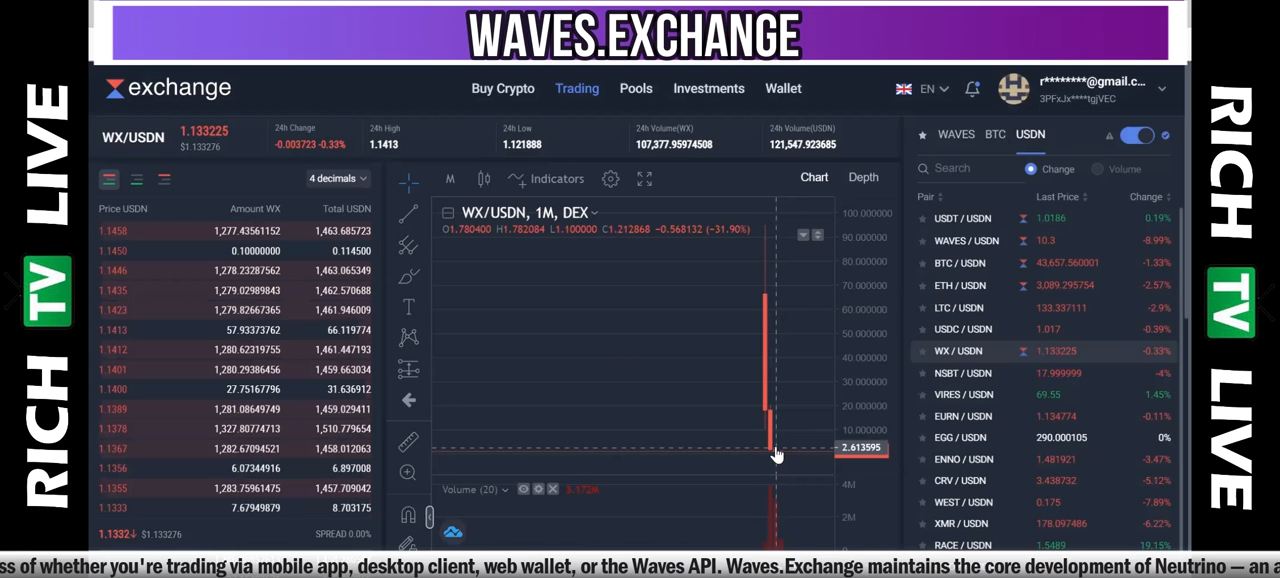 WAVES.EXCHANGE
RICH TV LIVE
exchange
Buy Crypto
Trading
Pools
Investments
Wallet
EN
r********@gmail.c...
3PFxJx****tgjVEC
WX/USDN
1.133225
$1.133276
24h Change
-0.003723 -0.33%
24h High
1.1413
24h Low
1.121888
24h Volume(WX)
107,377.95974508
24h Volume(USDN)
121,547.923685
4 decimals
Price USDN Amount WX Total USDN
1.1458 1,277.43561152 1,463.685723
1.1450 0.10000000 0.114500
1.1446 1,278.23287562 1,463.065349
1.1435 1,279.02989843 1,462.570688
1.1423 1,279.82667365 1,461.946009
1.1413 57.93373762 66.119774
1.1412 1,280.62319755 1,461.447193
1.1401 1,280.29386456 1,459.663034
1.1400 27.75167796 31.636912
1.1389 1,281.08649749 1,459.029411
1.1378 1,327.80774713 1,510.779654
1.1367 1,282.67094521 1,458.012063
1.1356 6.07344916 6.897008
1.1355 1,283.75961475 1,457.709042
1.1333 7.67949879 8.703175
1.1332↓ $1.133276 SPREAD 0.00%
M Indicators
Chart Depth
WX/USDN, 1M, DEX
O1.780400 H1.782084 L1.100000 C1.212868 -0.568132 (-31.90%)
100.000000
90.000000
80.000000
70.000000
60.000000
50.000000
40.000000
30.000000
20.000000
10.000000
2.613595
Volume (20) 5.172M
4M
2M
WAVES BTC USDN
Search Change Volume
Pair Last Price Change
USDT / USDN 1.0186 0.19%
WAVES / USDN 10.3 -8.99%
BTC / USDN 43,657.560001 -1.33%
ETH / USDN 3,089.295754 -2.57%
LTC / USDN 133.337111 -2.9%
USDC / USDN 1.017 -0.39%
WX / USDN 1.133225 -0.33%
NSBT / USDN 17.999999 -4%
VIRES / USDN 69.55 1.45%
EURN / USDN 1.134774 -0.11%
EGG / USDN 290.000105 0%
ENNO / USDN 1.481921 -3.47%
CRV / USDN 3.438732 -5.12%
WEST / USDN 0.175 -7.89%
XMR / USDN 178.097486 -6.22%
RACE / USDN 1.5489 19.15%
RICH TV LIVE
ss of whether you're trading via mobile app, desktop client, web wallet, or the Waves API. Waves.Exchange maintains the core development of Neutrino — an a